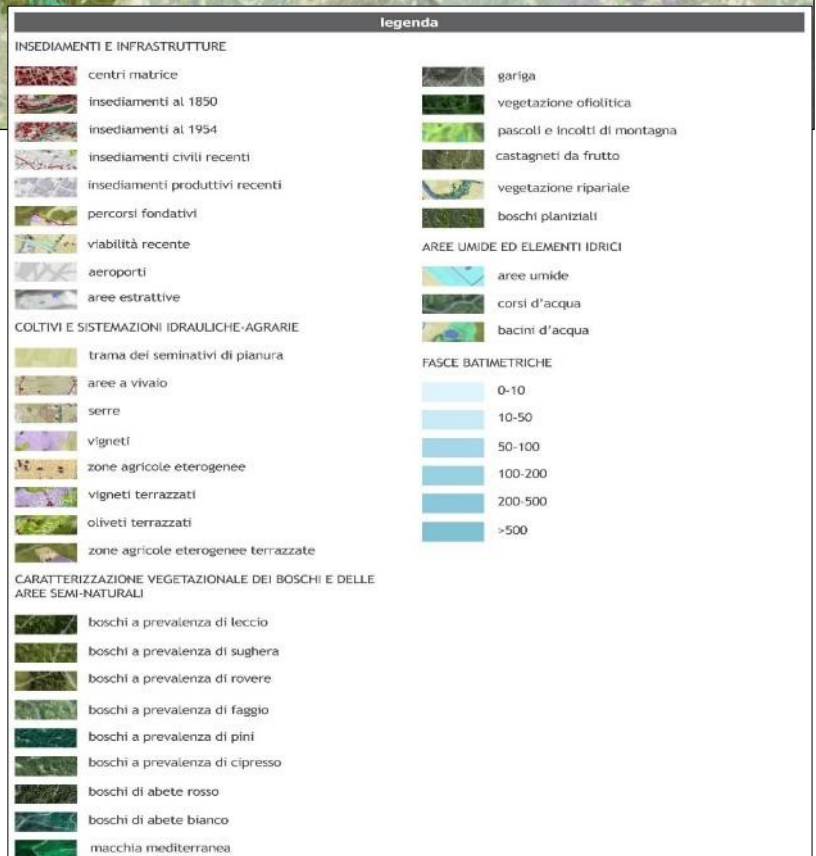 legenda
INSEDIAMENTI E INFRASTRUTTURE
centri matrice
insediamenti al 1850
insediamenti al 1954
insediamenti civili recenti
insediamenti produttivi recenti
percorsi fondativi
viabilità recente
aeroporti
aree estrattive
COLTIVI E SISTEMAZIONI IDRAULICHE-AGRARIE
trama dei seminativi di pianura
aree a vivaio
serre
vigneti
zone agricole eterogenee
vigneti terrazzati
oliveti terrazzati
zone agricole eterogenee terrazzate
CARATTERIZZAZIONE VEGETAZIONALE DEI BOSCHI E DELLE
AREE SEMI-NATURALI
boschi a prevalenza di leccio
boschi a prevalenza di sughera
boschi a prevalenza di rovere
boschi a prevalenza di faggio
boschi a prevalenza di pini
boschi a prevalenza di cipresso
boschi di abete rosso
boschi di abete bianco
macchia mediterranea
gariga
vegetazione ofiolitica
pascoli e incolti di montagna
castagneti da frutto
vegetazione ripariale
boschi planiziali
AREE UMIDE ED ELEMENTI IDRICI
aree umide
corsi d'acqua
bacini d'acqua
FASCE BATIMETRICHE
0-10
10-50
50-100
100-200
200-500
>500